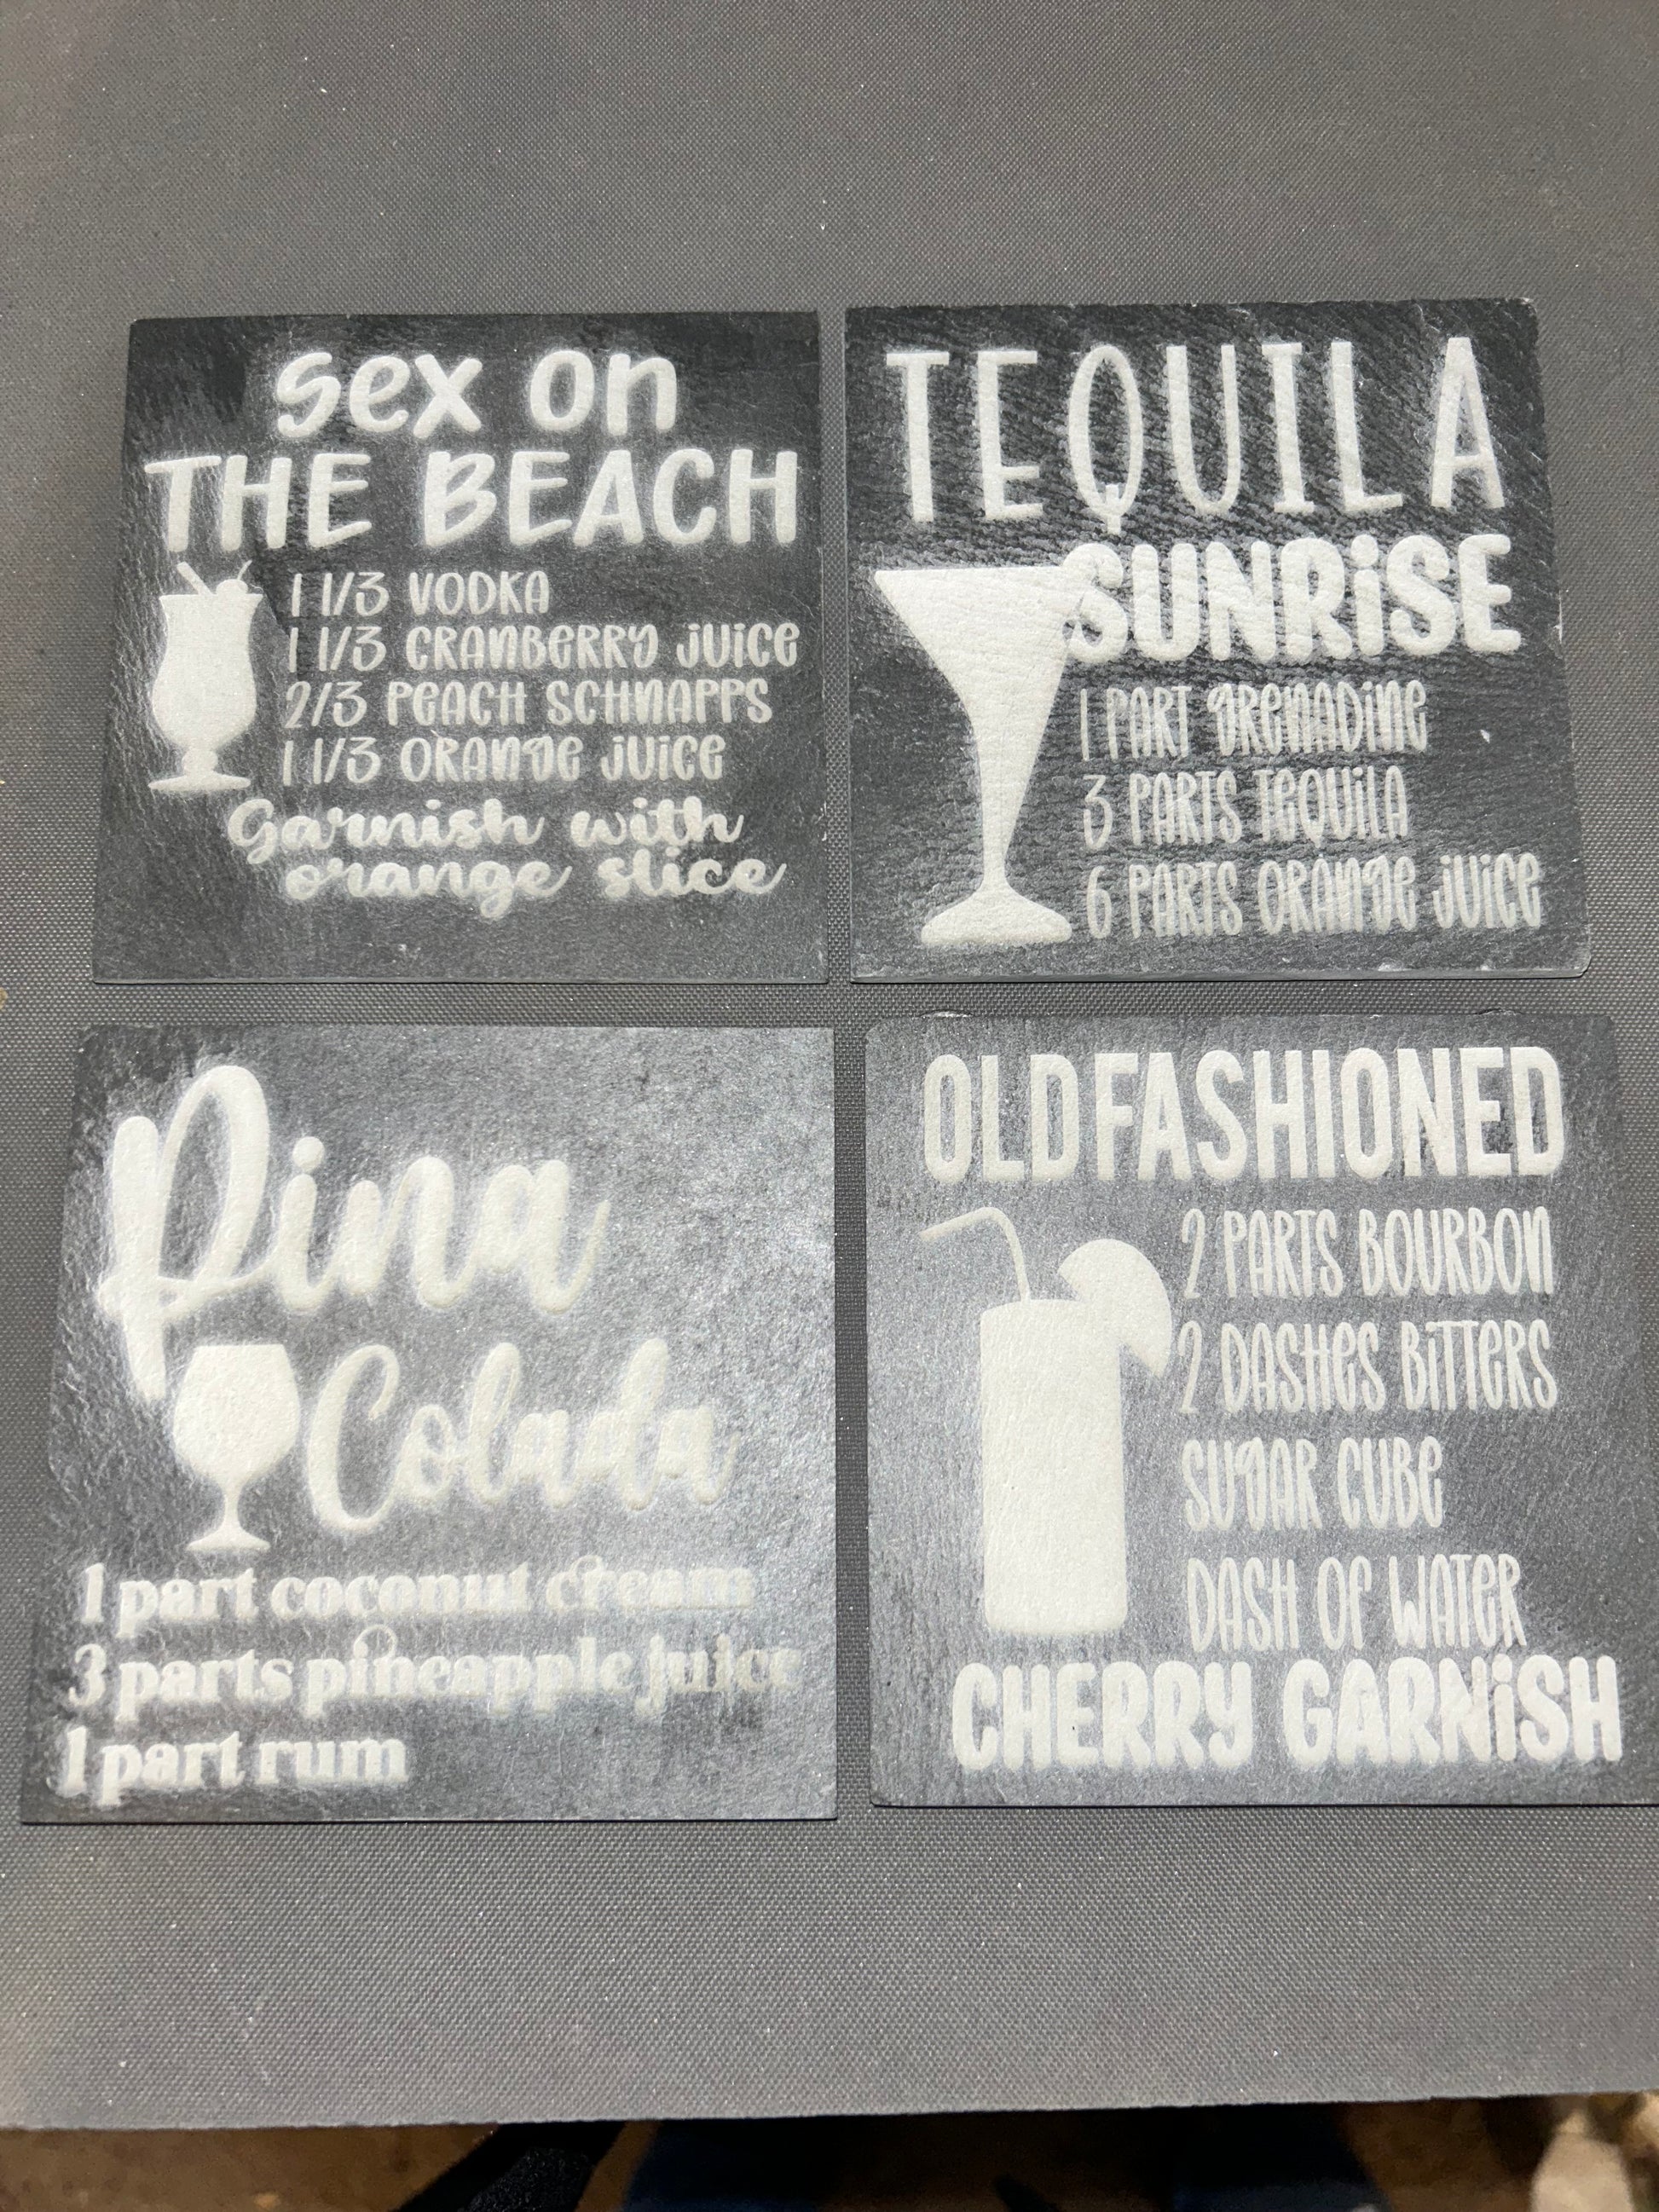 sex on
THE BEACH
1 1/3 VODKA
1 1/3 CRANBERRY JUICE
2/3 PEACH SCHNAPPS
1 1/3 ORANGE JUICE
Garnish with
orange slice
TEQUILA
SUNRISE
1 PART GRENADINE
3 PARTS TEQUILA
6 PARTS ORANGE JUICE
Pina
Colada
1 part coconut cream
3 parts pineapple juice
1 part rum
OLD FASHIONED
2 PARTS BOURBON
2 DASHES BITTERS
SUGAR CUBE
DASH OF WATER
CHERRY GARNISH